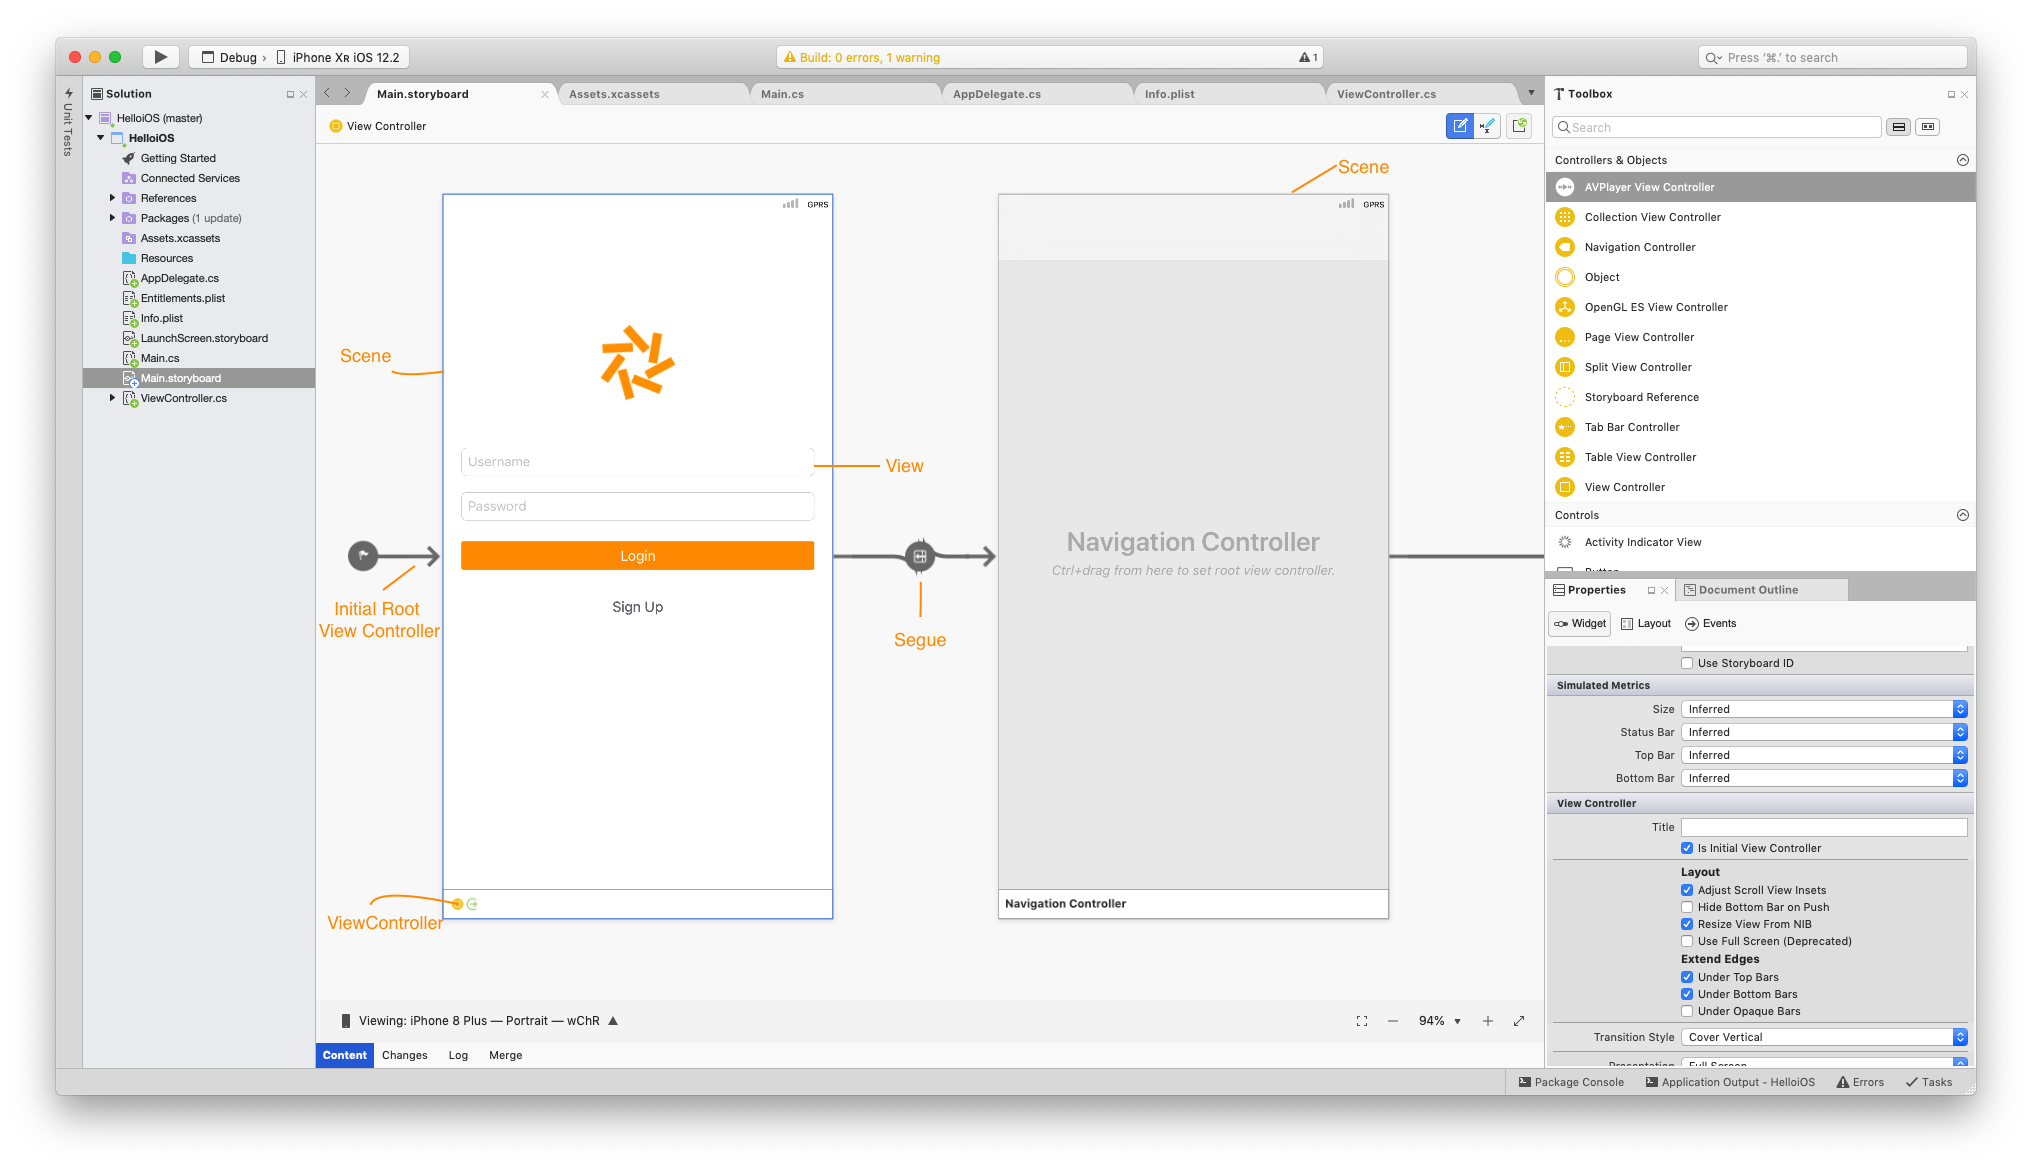 Debug › iPhone XR iOS 12.2
Build: 0 errors, 1 warning
1
Press '⌘.' to search
Unit Tests
Solution
HelloiOS (master)
HelloiOS
Getting Started
Connected Services
References
Packages (1 update)
Assets.xcassets
Resources
AppDelegate.cs
Entitlements.plist
Info.plist
LaunchScreen.storyboard
Main.cs
Main.storyboard
ViewController.cs
Main.storyboard
Assets.xcassets
Main.cs
AppDelegate.cs
Info.plist
ViewController.cs
View Controller
Scene
GPRS
Scene
Username
View
Password
Login
Sign Up
Initial Root
View Controller
Segue
ViewController
GPRS
Navigation Controller
Ctrl+drag from here to set root view controller.
Navigation Controller
Viewing: iPhone 8 Plus — Portrait — wChR
94%
Content
Changes
Log
Merge
Toolbox
Search
Controllers & Objects
AVPlayer View Controller
Collection View Controller
Navigation Controller
Object
OpenGL ES View Controller
Page View Controller
Split View Controller
Storyboard Reference
Tab Bar Controller
Table View Controller
View Controller
Controls
Activity Indicator View
Properties
Document Outline
Widget
Layout
Events
Use Storyboard ID
Simulated Metrics
Size Inferred
Status Bar Inferred
Top Bar Inferred
Bottom Bar Inferred
View Controller
Title
Is Initial View Controller
Layout
Adjust Scroll View Insets
Hide Bottom Bar on Push
Resize View From NIB
Use Full Screen (Deprecated)
Extend Edges
Under Top Bars
Under Bottom Bars
Under Opaque Bars
Transition Style Cover Vertical
Presentation Full Screen
Package Console
Application Output - HelloiOS
Errors
Tasks